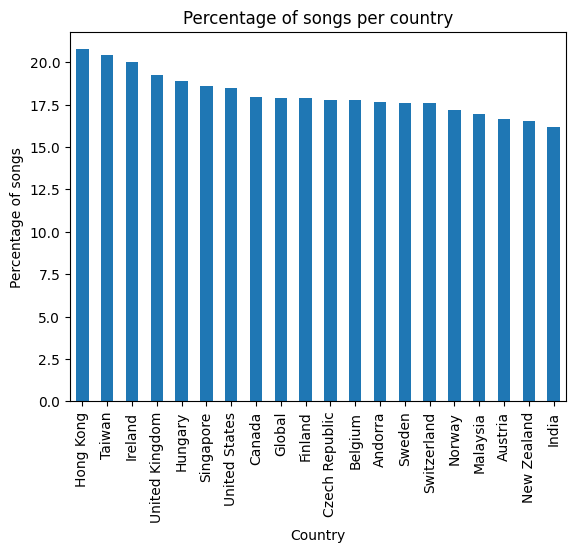 Percentage of songs per country
Percentage of songs
20.0
17.5
15.0
12.5
10.0
7.5
5.0
2.5
0.0
Hong Kong
Taiwan
Ireland
United Kingdom
Hungary
Singapore
United States
Canada
Global
Finland
Czech Republic
Belgium
Andorra
Sweden
Switzerland
Norway
Malaysia
Austria
New Zealand
India
Country